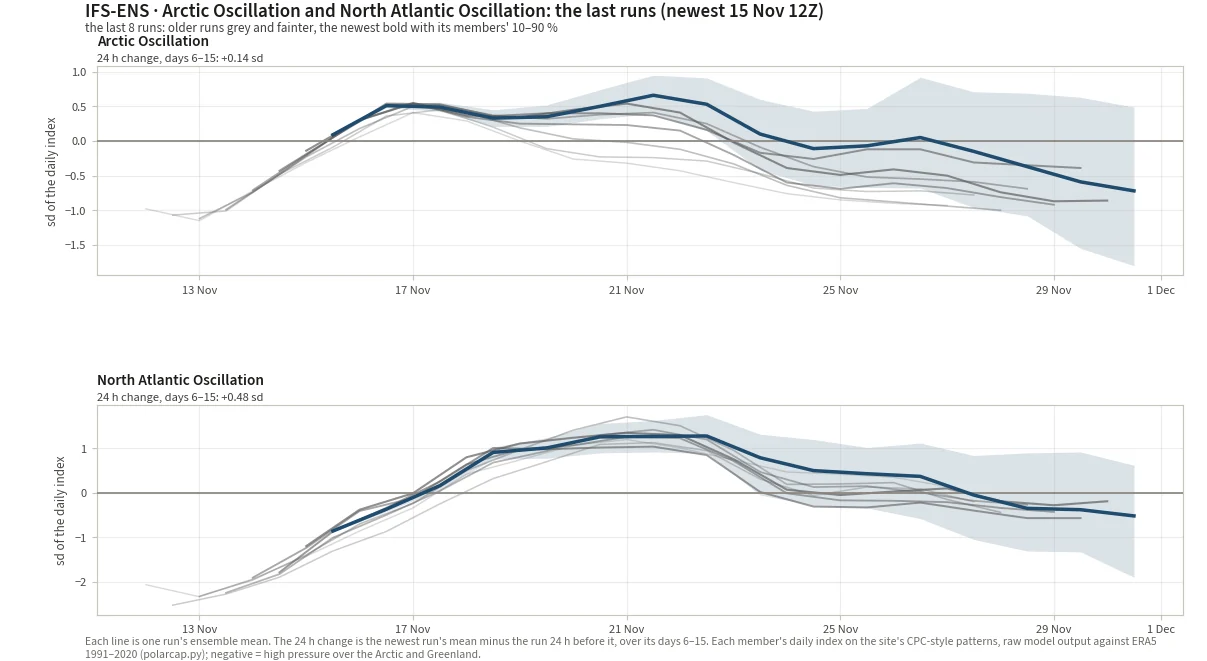 IFS-ENS · Arctic Oscillation and North Atlantic Oscillation: the last runs (newest 15 Nov 12Z)
the last 8 runs: older runs grey and fainter, the newest bold with its members' 10–90 %
Arctic Oscillation
24 h change, days 6–15: +0.14 sd
sd of the daily index
1.0
0.5
0.0
−0.5
−1.0
−1.5
13 Nov 17 Nov 21 Nov 25 Nov 29 Nov 1 Dec
North Atlantic Oscillation
24 h change, days 6–15: +0.48 sd
sd of the daily index
1
0
−1
−2
13 Nov 17 Nov 21 Nov 25 Nov 29 Nov 1 Dec
Each line is one run's ensemble mean. The 24 h change is the newest run's mean minus the run 24 h before it, over its days 6–15. Each member's daily index on the site's CPC-style patterns, raw model output against ERA5
1991–2020 (polarcap.py); negative = high pressure over the Arctic and Greenland.